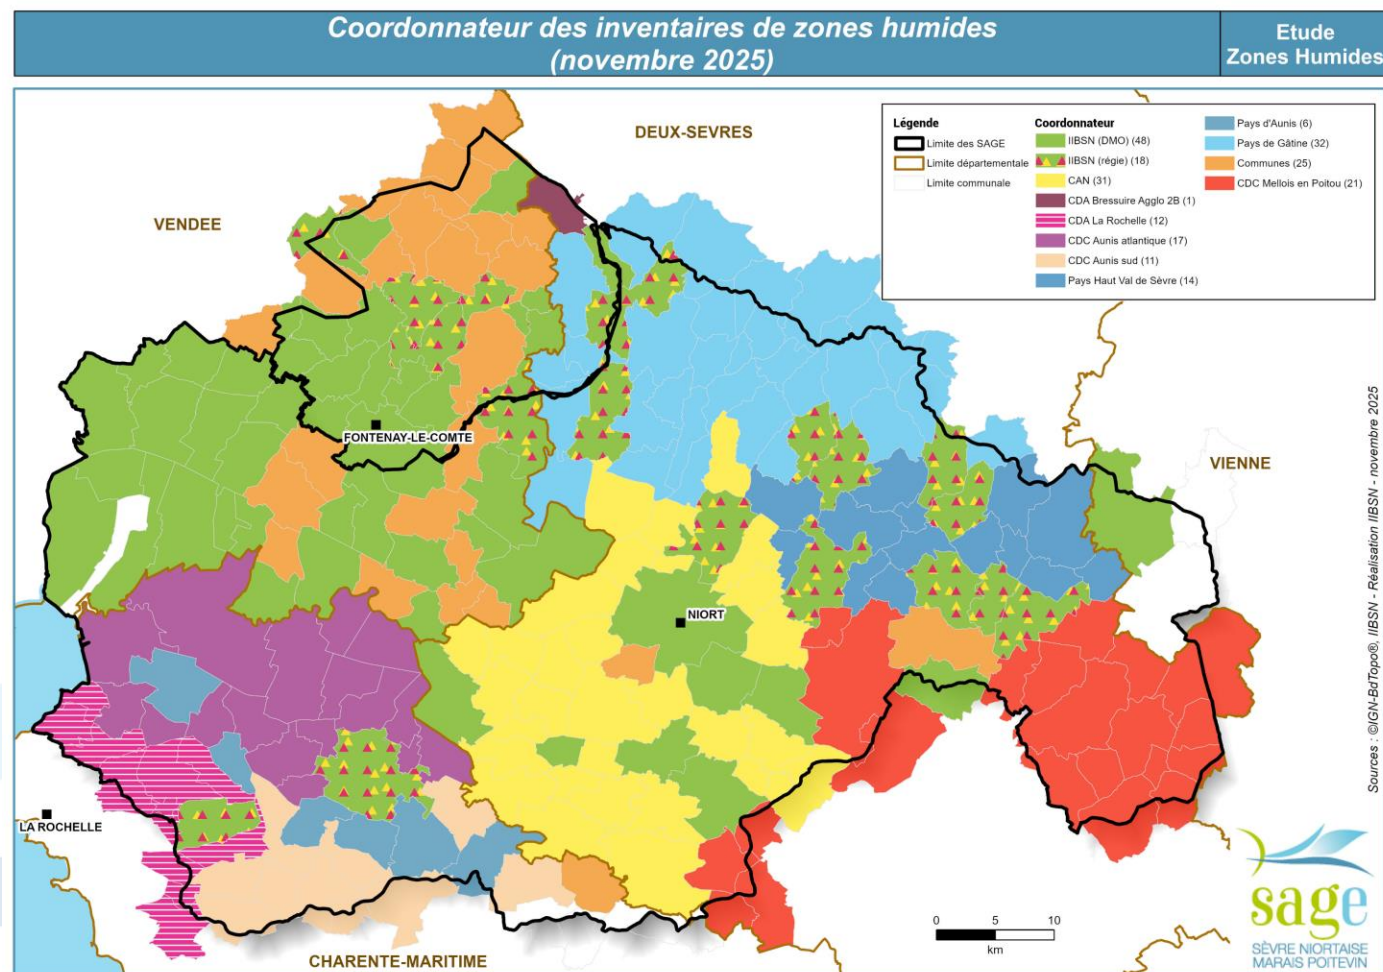 Coordonnateur des inventaires de zones humides
(novembre 2025)
Etude
Zones Humides
DEUX-SEVRES
VENDEE
VIENNE
CHARENTE-MARITIME
FONTENAY-LE-COMTE
NIORT
LA ROCHELLE
Légende
Limite des SAGE
Limite départementale
Limite communale
Coordonnateur
IIBSN (DMO) (48)
IIBSN (régie) (18)
CAN (31)
CDA Bressuire Agglo 2B (1)
CDA La Rochelle (12)
CDC Aunis atlantique (17)
CDC Aunis sud (11)
Pays Haut Val de Sèvre (14)
Pays d'Aunis (6)
Pays de Gâtine (32)
Communes (25)
CDC Mellois en Poitou (21)
Sources : ©IGN-BdTopo®, IIBSN - Réalisation IIBSN - novembre 2025
0 5 10
km
sage
SÈVRE NIORTAISE
MARAIS POITEVIN